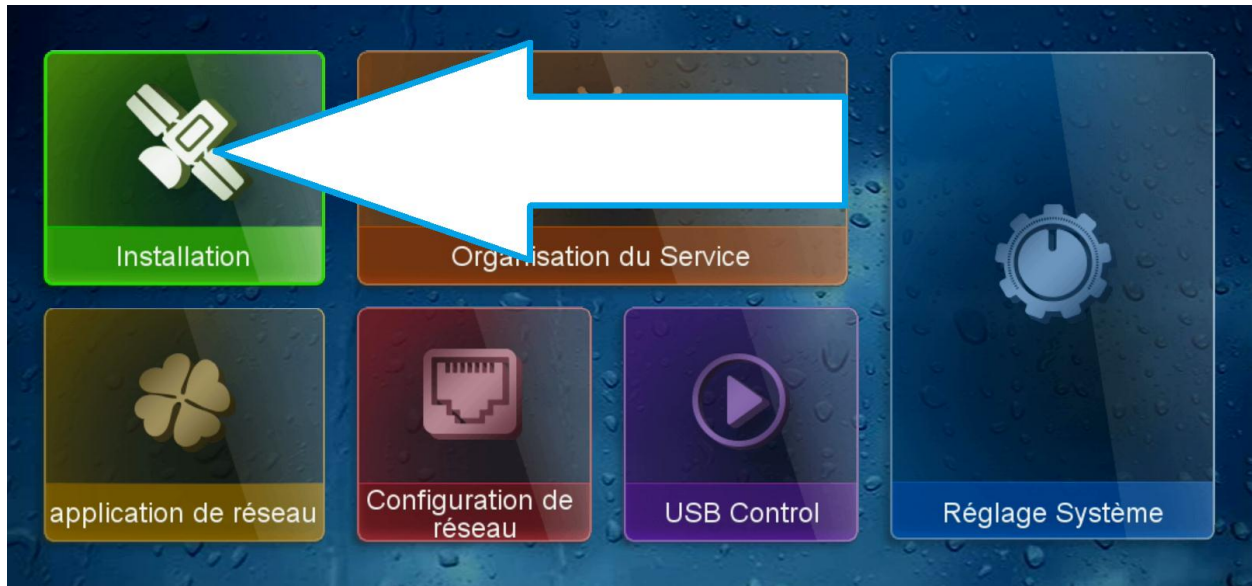 Installation
Organisation du Service
application de réseau
Configuration de
réseau
USB Control
Réglage Système